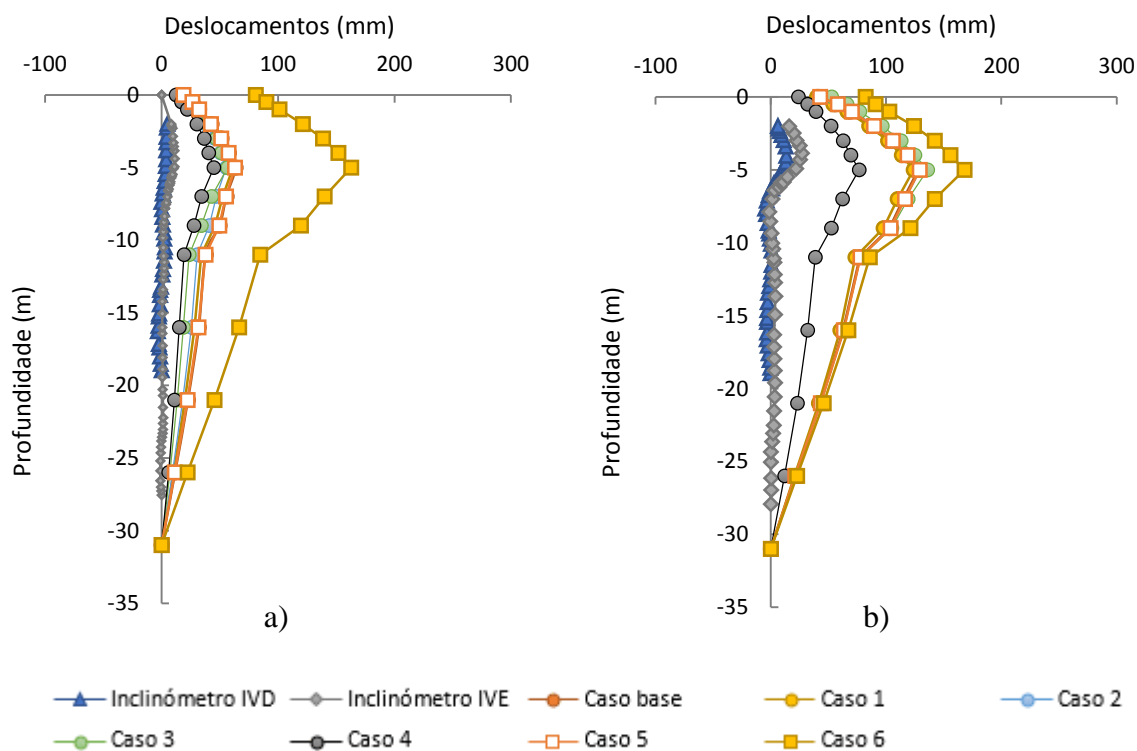 Deslocamentos (mm)
-100 0 100 200 300
0
-5
-10
-15
-20
-25
-30
-35
Profundidade (m)
a)
Deslocamentos (mm)
-100 0 100 200 300
0
-5
-10
-15
-20
-25
-30
-35
Profundidade (m)
b)
Inclinómetro IVD Inclinómetro IVE Caso base Caso 1 Caso 2
Caso 3 Caso 4 Caso 5 Caso 6